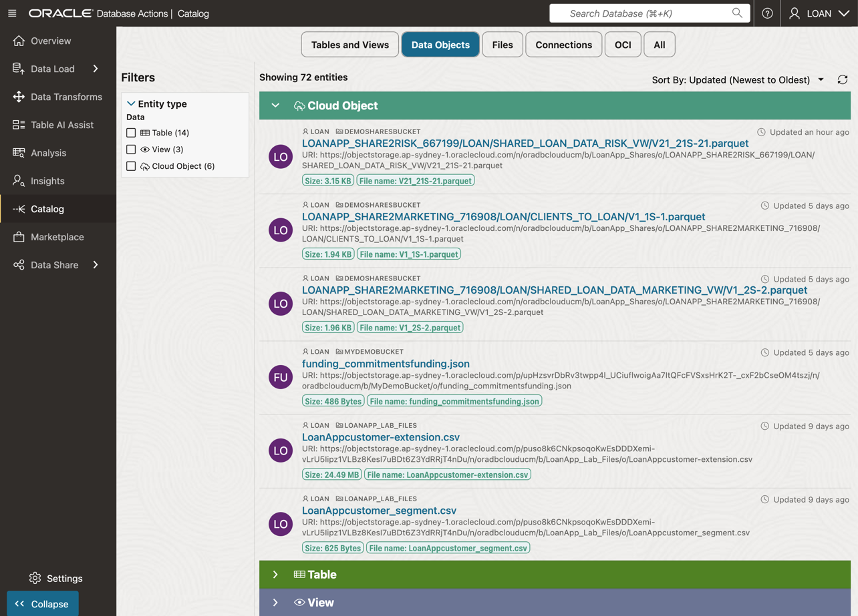 ORACLE Database Actions | Catalog
Search Database (⌘+K)
LOAN
Overview
Data Load
Data Transforms
Table AI Assist
Analysis
Insights
Catalog
Marketplace
Data Share
Settings
Collapse
Tables and Views
Data Objects
Files
Connections
OCI
All
Filters
Entity type
Data
Table (14)
View (3)
Cloud Object (6)
Showing 72 entities
Sort By: Updated (Newest to Oldest)
Cloud Object
LO
LOAN DEMOSHARESBUCKET
Updated an hour ago
LOANAPP_SHARE2RISK_667199/LOAN/SHARED_LOAN_DATA_RISK_VW/V21_21S-21.parquet
URI: https://objectstorage.ap-sydney-1.oraclecloud.com/n/oradbclouducm/b/LoanApp_Shares/o/LOANAPP_SHARE2RISK_667199/LOAN/
SHARED_LOAN_DATA_RISK_VW/V21_21S-21.parquet
Size: 3.15 KB File name: V21_21S-21.parquet
LO
LOAN DEMOSHARESBUCKET
Updated 5 days ago
LOANAPP_SHARE2MARKETING_716908/LOAN/CLIENTS_TO_LOAN/V1_1S-1.parquet
URI: https://objectstorage.ap-sydney-1.oraclecloud.com/n/oradbclouducm/b/LoanApp_Shares/o/LOANAPP_SHARE2MARKETING_716908/
LOAN/CLIENTS_TO_LOAN/V1_1S-1.parquet
Size: 1.94 KB File name: V1_1S-1.parquet
LO
LOAN DEMOSHARESBUCKET
Updated 5 days ago
LOANAPP_SHARE2MARKETING_716908/LOAN/SHARED_LOAN_DATA_MARKETING_VW/V1_2S-2.parquet
URI: https://objectstorage.ap-sydney-1.oraclecloud.com/n/oradbclouducm/b/LoanApp_Shares/o/LOANAPP_SHARE2MARKETING_716908/
LOAN/SHARED_LOAN_DATA_MARKETING_VW/V1_2S-2.parquet
Size: 1.96 KB File name: V1_2S-2.parquet
FU
LOAN MYDEMOBUCKET
Updated 5 days ago
funding_commitmentsfunding.json
URI: https://objectstorage.ap-sydney-1.oraclecloud.com/p/
oradbclouducm/b/MyDemoBucket/o/funding_commitmentsfunding.json
Size: 486 Bytes File name: funding_commitmentsfunding.json
LO
LOAN LOANAPP_LAB_FILES
Updated 9 days ago
LoanAppcustomer-extension.csv
URI: https://objectstorage.ap-sydney-1.oraclecloud.com/p/
/n/oradbclouducm/b/LoanApp_Lab_Files/o/LoanAppcustomer-extension.csv
Size: 24.49 MB File name: LoanAppcustomer-extension.csv
LO
LOAN LOANAPP_LAB_FILES
Updated 9 days ago
LoanAppcustomer_segment.csv
URI: https://objectstorage.ap-sydney-1.oraclecloud.com/p/
/n/oradbclouducm/b/LoanApp_Lab_Files/o/LoanAppcustomer_segment.csv
Size: 625 Bytes File name: LoanAppcustomer_segment.csv
Table
View